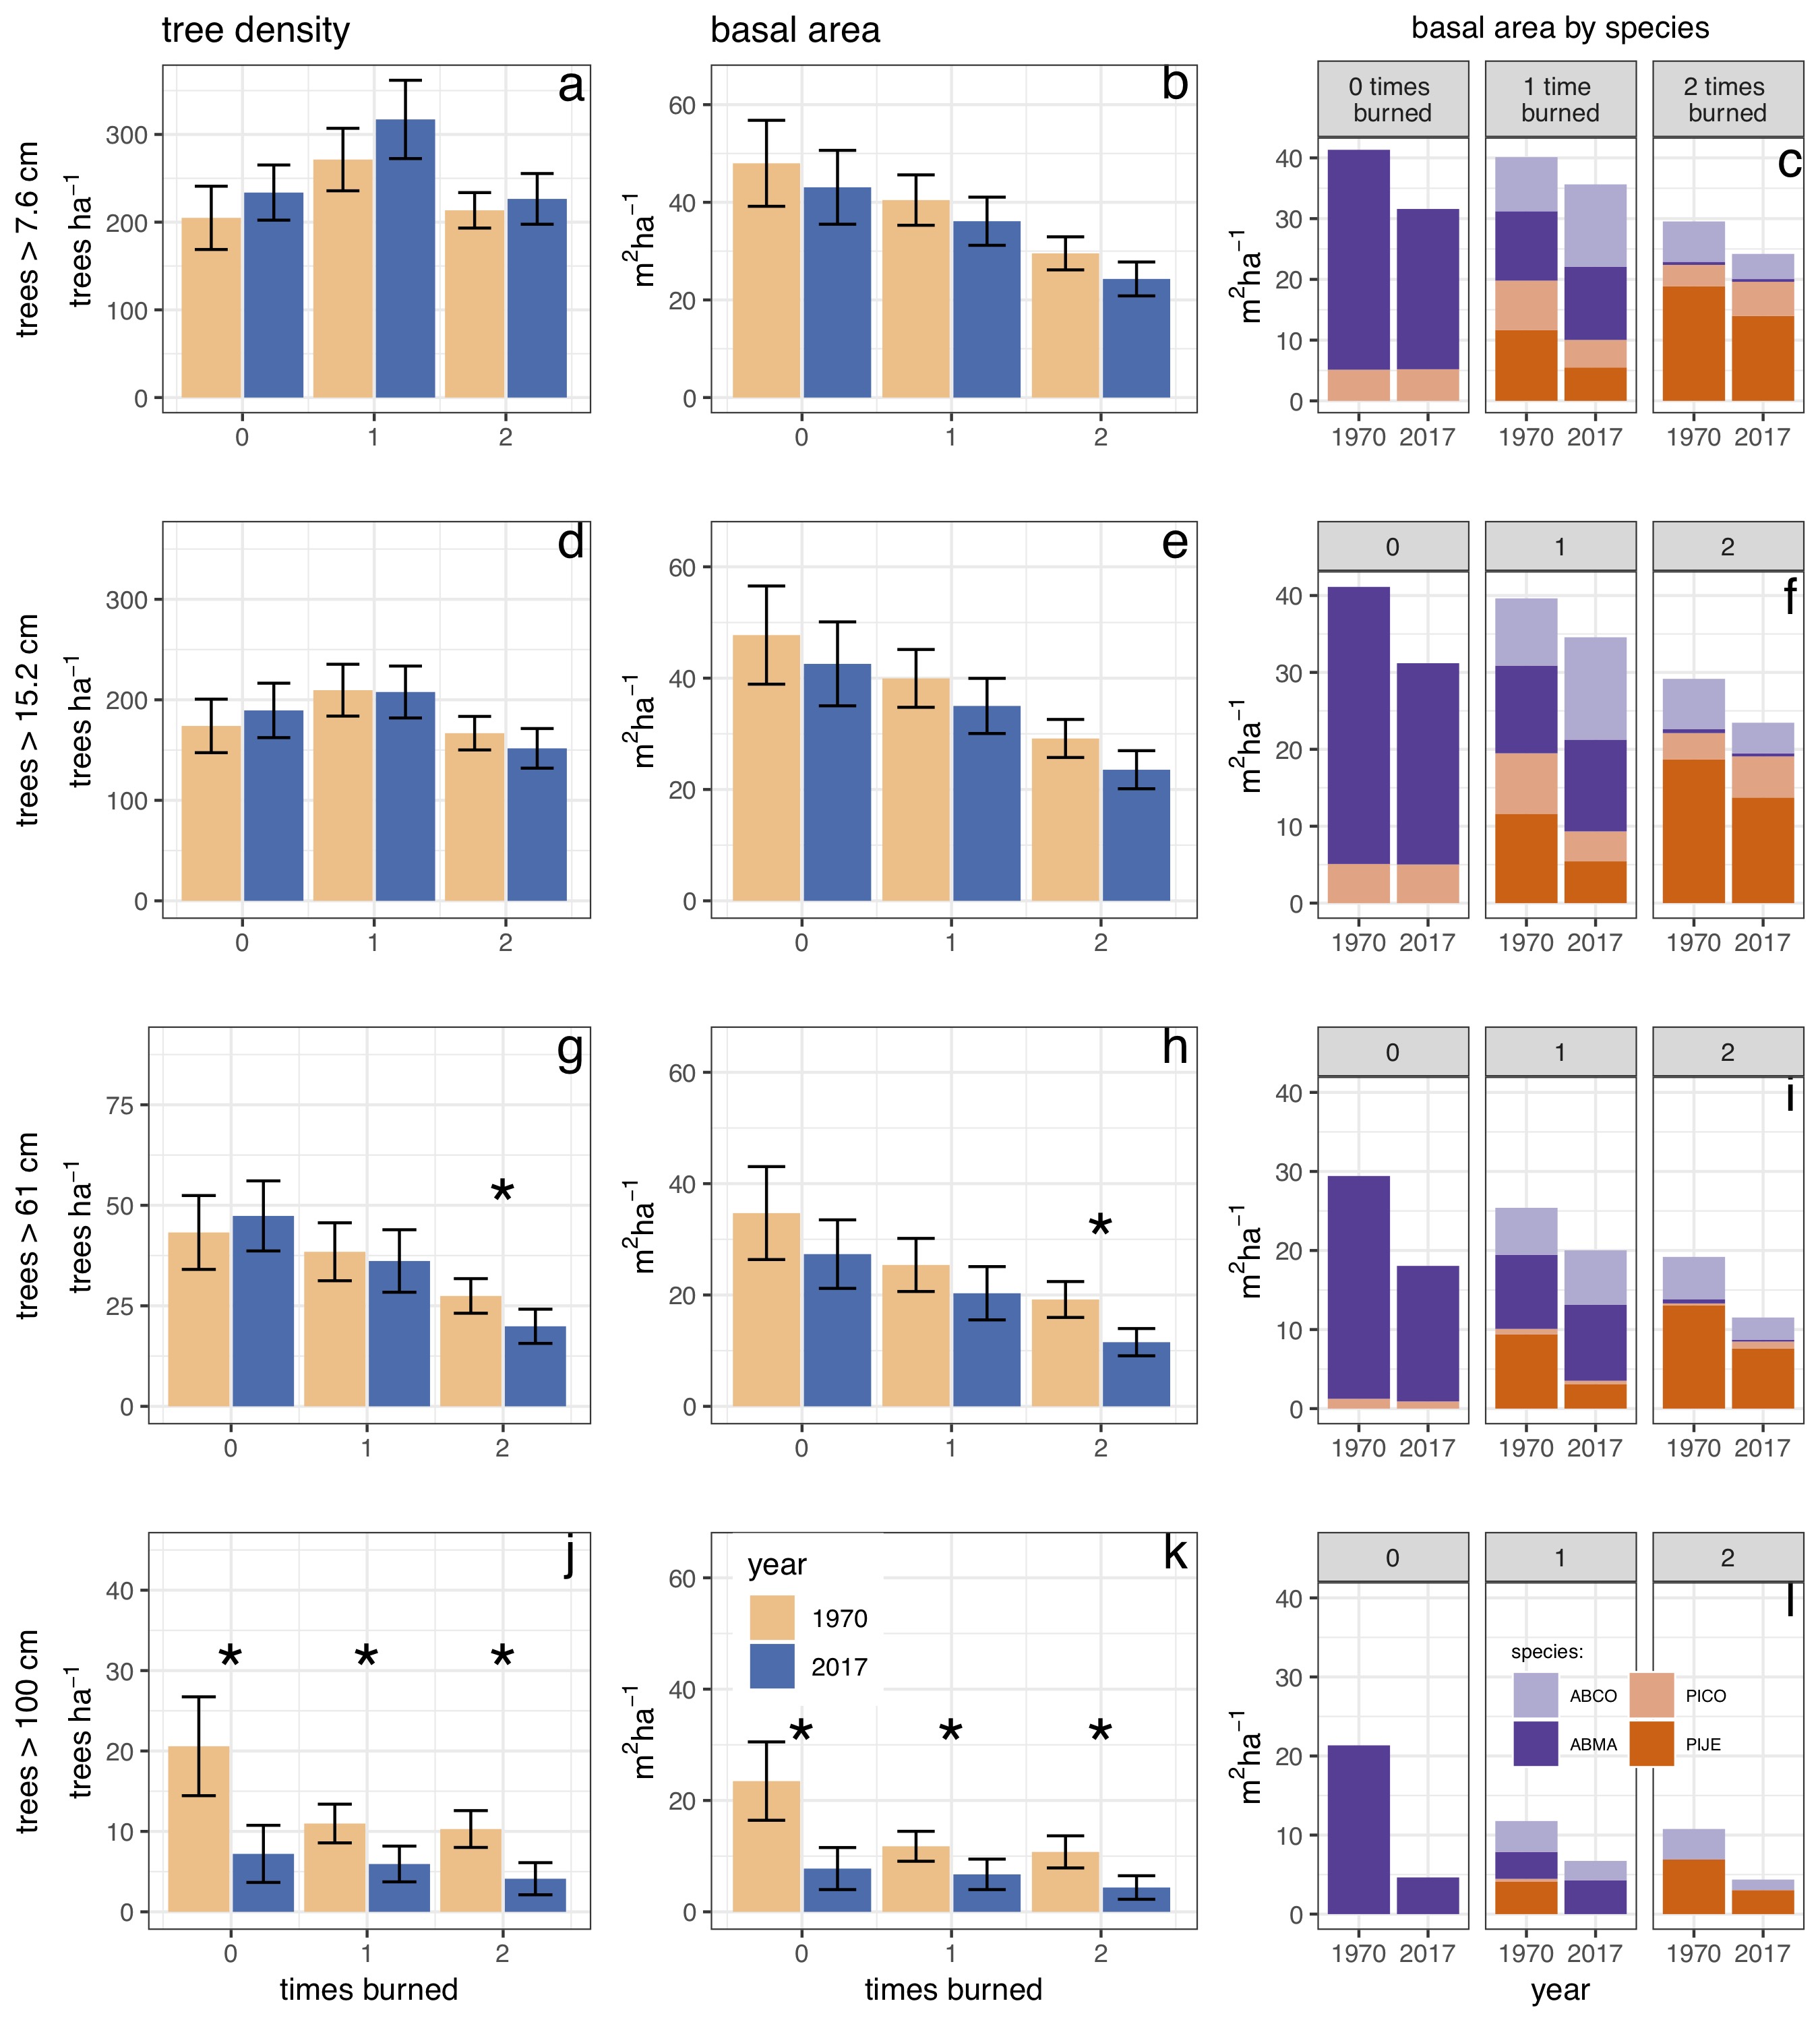 tree density
basal area
basal area by species
trees > 7.6 cm
trees ha−1
300
200
100
0
a
0 1 2
m2ha−1
60
40
20
0
b
0 1 2
m2ha−1
0 times burned
1 time burned
2 times burned
40
30
20
10
0
c
1970 2017 1970 2017 1970 2017
trees > 15.2 cm
trees ha−1
300
200
100
0
d
0 1 2
m2ha−1
60
40
20
0
e
0 1 2
m2ha−1
0 1 2
40
30
20
10
0
f
1970 2017 1970 2017 1970 2017
trees > 61 cm
trees ha−1
75
50
25
0
g
*
0 1 2
m2ha−1
60
40
20
0
h
*
0 1 2
m2ha−1
0 1 2
40
30
20
10
0
i
1970 2017 1970 2017 1970 2017
trees > 100 cm
trees ha−1
40
30
20
10
0
j
* * *
0 1 2
times burned
m2ha−1
60
40
20
0
k
year
1970
2017
* * *
0 1 2
times burned
m2ha−1
0 1 2
40
30
20
10
0
l
species:
ABCO PICO
ABMA PIJE
1970 2017 1970 2017 1970 2017
year